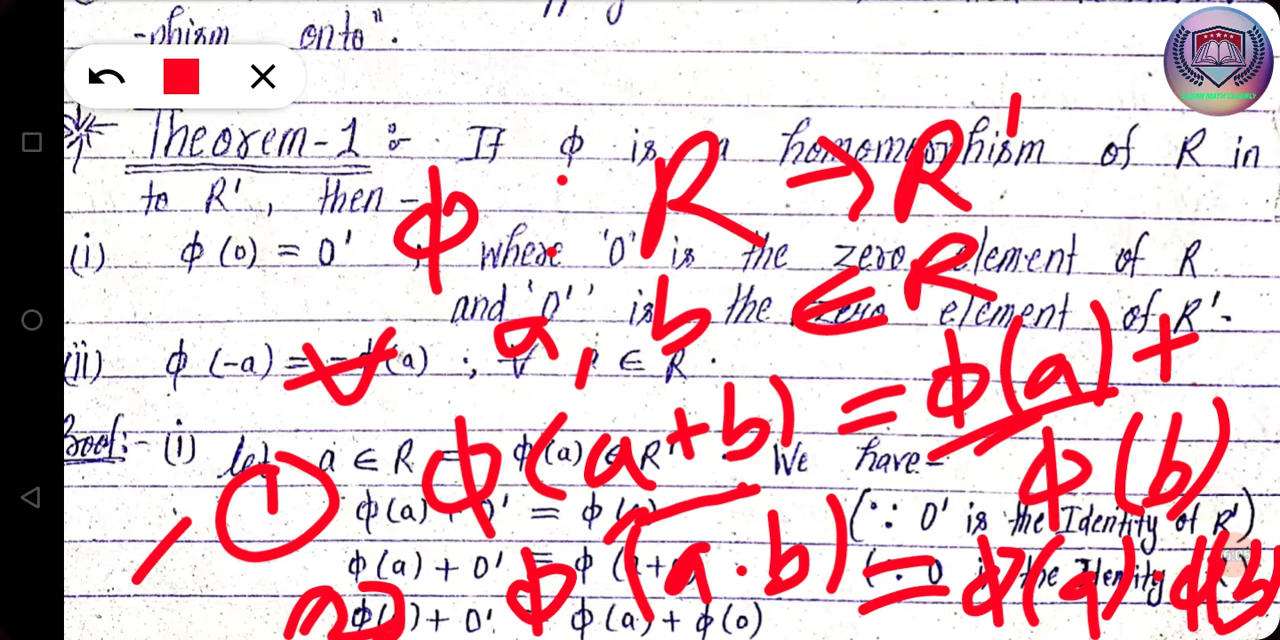 -phism onto".
Theorem-1 :- If ϕ is a homomorphism of R in
to R', then -
(i) ϕ(0) = 0' ; where '0' is the zero element of R
and '0'' is the zero element of R'.
(ii) ϕ(-a) = -ϕ(a) ; ∀ a ∈ R.
Proof:- (i) let a ∈ R ϕ(a) ∈ R' We have -
ϕ(a) + 0' = ϕ(a) (∵ 0' is the Identity of R')
ϕ(a) + 0' = ϕ(a+0) (∵ 0 is the Identity
ϕ( ) + 0' = ϕ(a) + ϕ(0)
ϕ R → R'
∀ a, b ∈ R
① ϕ(a+b) = ϕ(a) +
ϕ(b)
ϕ(a·b) = ϕ(a) ϕ(b